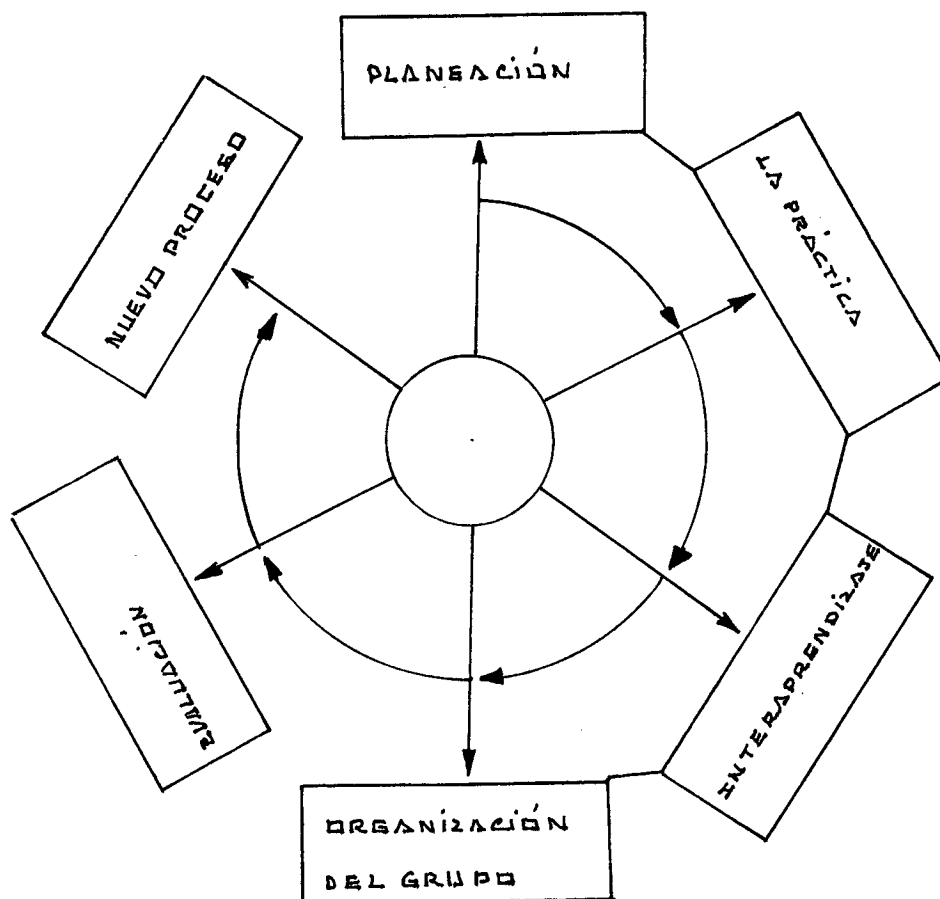 PLANEACIÓN
LA PRÁCTICA
INTERAPRENDIZAJE
ORGANIZACIÓN
DEL GRUPO
EVALUACIÓN
NUEVO PROCESO